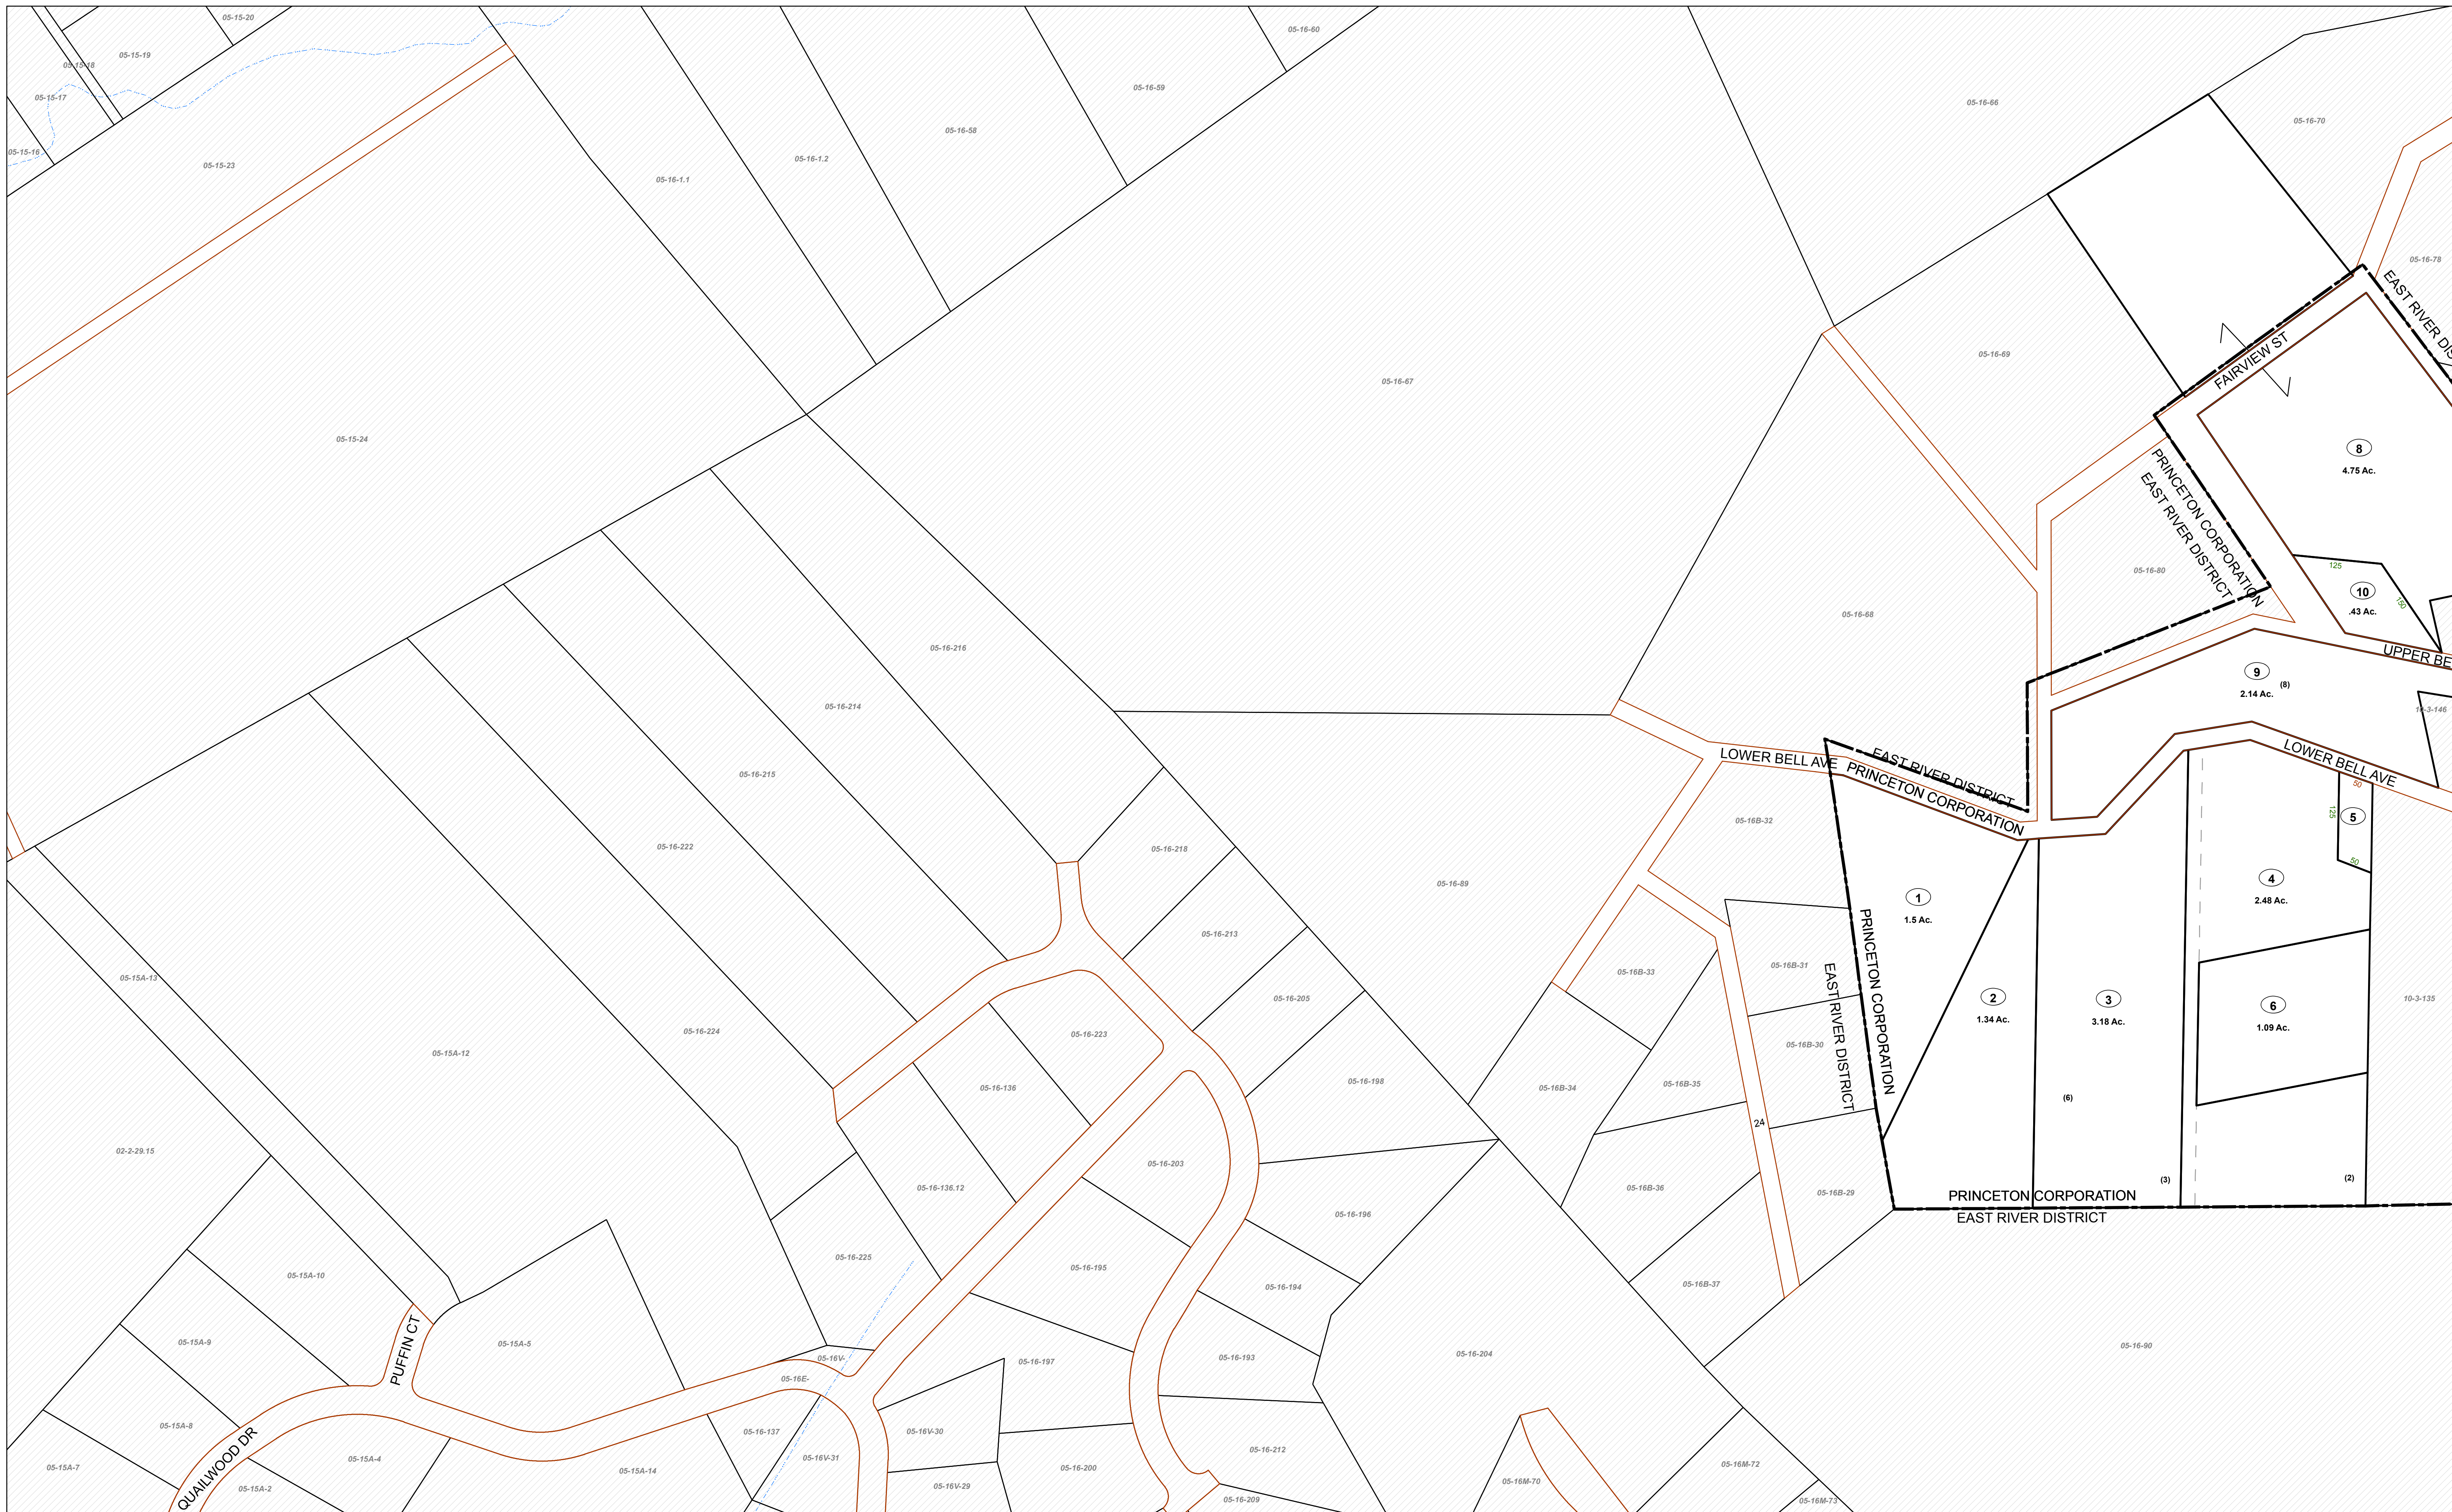 05-15-20
05-15-19
05-15-18
05-15-17
05-15-16
05-15-23
05-16-1.1
05-16-1.2
05-16-58
05-16-59
05-16-60
05-16-66
05-16-70
05-16-78
EAST RIVER DIS
05-15-24
05-16-67
05-16-69
FAIRVIEW ST
8
4.75 Ac.
PRINCETON CORPORATION
EAST RIVER DISTRICT
05-16-80
125
10
.43 Ac.
150
05-16-68
UPPER BE
9
2.14 Ac.
(8)
10-3-146
05-16-216
05-16-214
05-16-215
05-16-222
05-16-224
LOWER BELL AVE
EAST RIVER DISTRICT
PRINCETON CORPORATION
LOWER BELL AVE
50
125
5
50
05-16B-32
05-16-218
05-16-89
1
1.5 Ac.
4
2.48 Ac.
05-16-213
05-16B-33
05-16B-31
PRINCETON CORPORATION
EAST RIVER DISTRICT
05-15A-13
05-16-205
2
1.34 Ac.
3
3.18 Ac.
6
1.09 Ac.
10-3-135
05-15A-12
05-16-223
05-16B-30
05-16-136
05-16-198
05-16B-34
05-16B-35
(6)
24
02-2-29.15
05-16-203
05-16-136.12
05-16B-36
05-16B-29
(3)
(2)
PRINCETON CORPORATION
EAST RIVER DISTRICT
05-16-196
05-16-225
05-16-195
05-16-194
05-16B-37
05-15A-10
05-15A-9
05-15A-5
PUFFIN CT
05-16V-
05-16E-
05-16-197
05-16-193
05-16-204
05-16-90
05-15A-8
QUAILWOOD DR
05-15A-4
05-16-137
05-16V-30
05-16V-31
05-16-212
05-15A-7
05-15A-2
05-15A-14
05-16V-29
05-16-200
05-16-209
05-16M-70
05-16M-72
05-16M-73